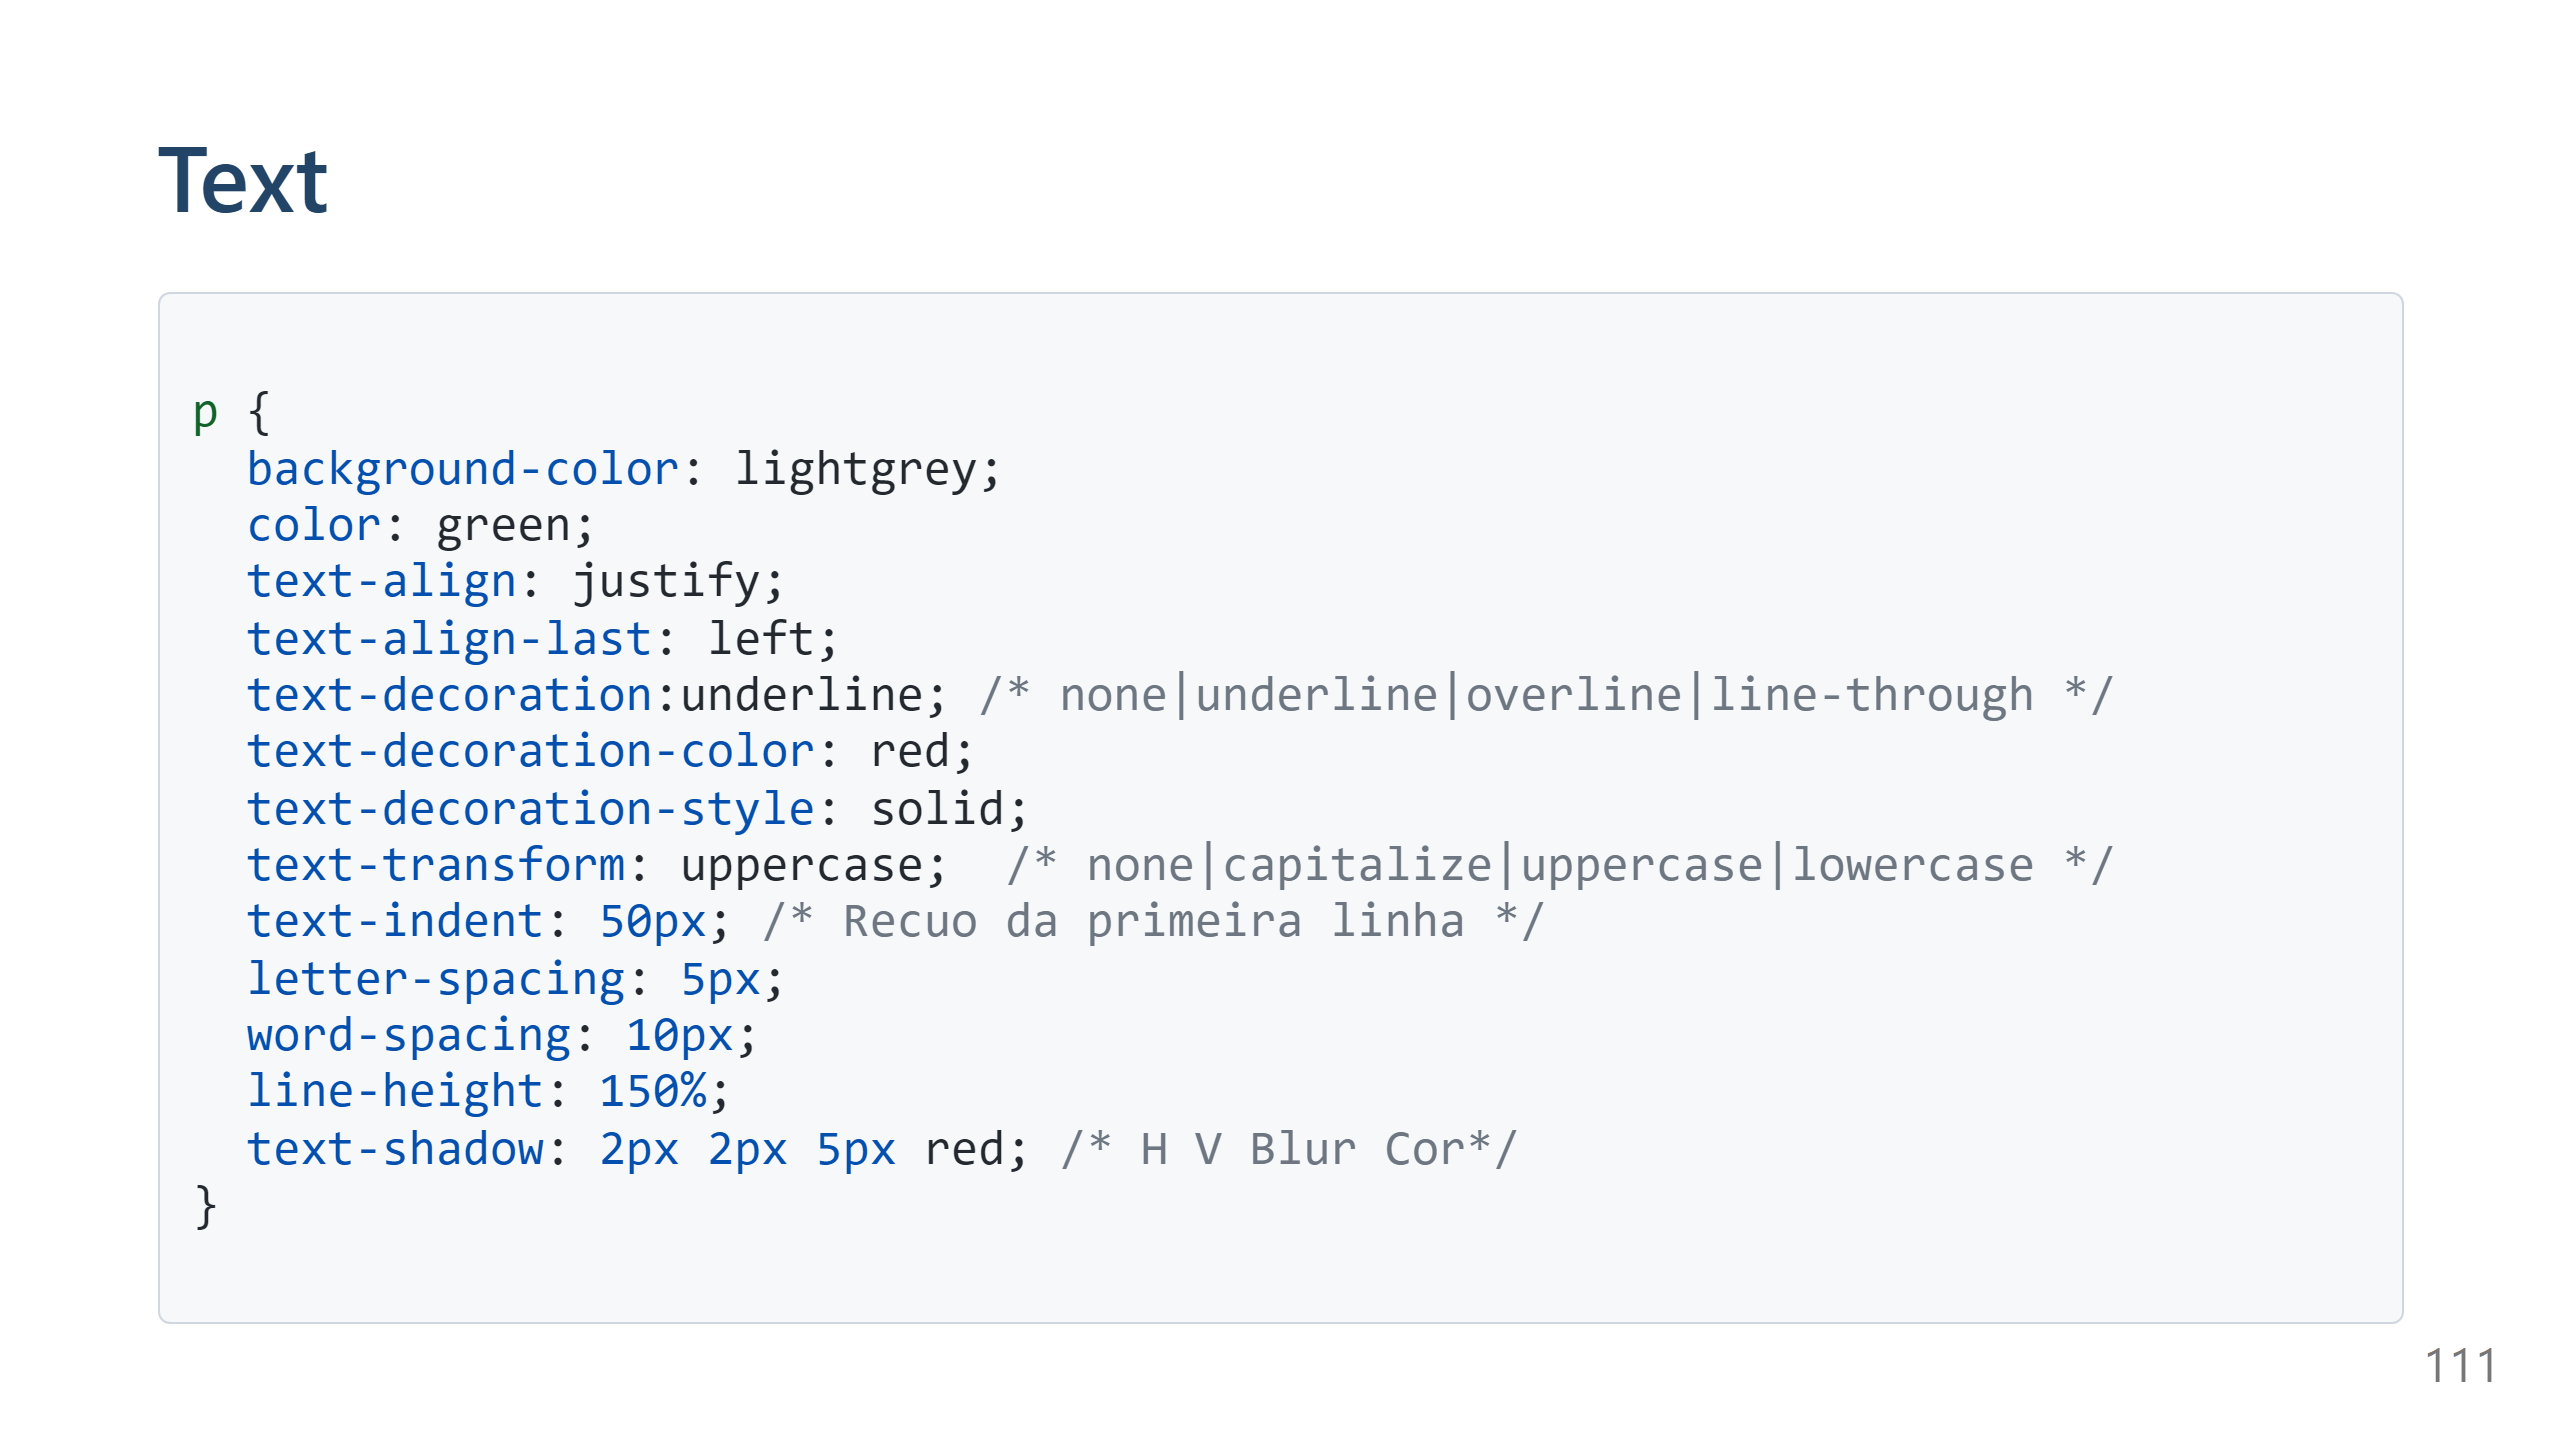 Text
p {
  background-color: lightgrey;
  color: green;
  text-align: justify;
  text-align-last: left;
  text-decoration:underline; /* none|underline|overline|line-through */
  text-decoration-color: red;
  text-decoration-style: solid;
  text-transform: uppercase;  /* none|capitalize|uppercase|lowercase */
  text-indent: 50px; /* Recuo da primeira linha */
  letter-spacing: 5px;
  word-spacing: 10px;
  line-height: 150%;
  text-shadow: 2px 2px 5px red; /* H V Blur Cor*/
}
111